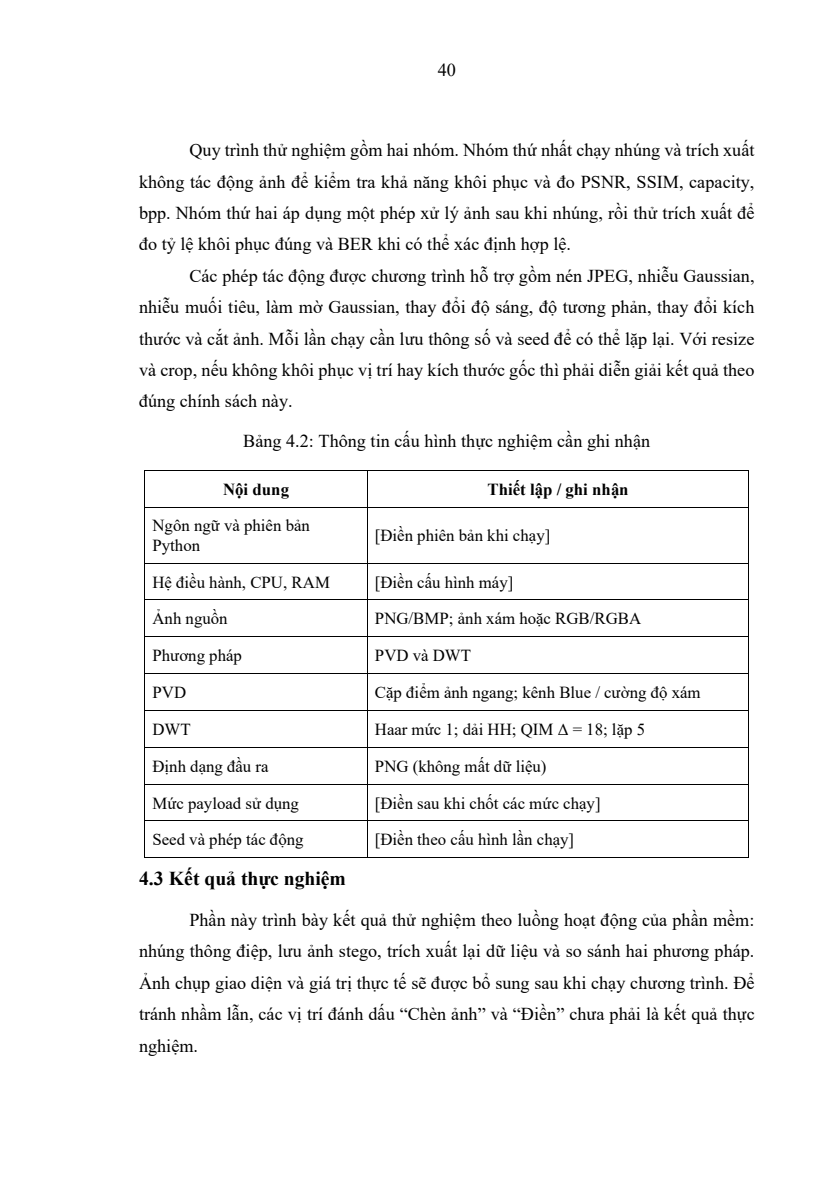 40
Quy trình thử nghiệm gồm hai nhóm. Nhóm thứ nhất chạy nhúng và trích xuất
không tác động ảnh để kiểm tra khả năng khôi phục và đo PSNR, SSIM, capacity,
bpp. Nhóm thứ hai áp dụng một phép xử lý ảnh sau khi nhúng, rồi thử trích xuất để
đo tỷ lệ khôi phục đúng và BER khi có thể xác định hợp lệ.
Các phép tác động được chương trình hỗ trợ gồm nén JPEG, nhiễu Gaussian,
nhiễu muối tiêu, làm mờ Gaussian, thay đổi độ sáng, độ tương phản, thay đổi kích
thước và cắt ảnh. Mỗi lần chạy cần lưu thông số và seed để có thể lặp lại. Với resize
và crop, nếu không khôi phục vị trí hay kích thước gốc thì phải diễn giải kết quả theo
đúng chính sách này.
Bảng 4.2: Thông tin cấu hình thực nghiệm cần ghi nhận
Nội dung
Thiết lập / ghi nhận
Ngôn ngữ và phiên bản
Python
[Điền phiên bản khi chạy]
Hệ điều hành, CPU, RAM
[Điền cấu hình máy]
Ảnh nguồn
PNG/BMP; ảnh xám hoặc RGB/RGBA
Phương pháp
PVD và DWT
PVD
Cặp điểm ảnh ngang; kênh Blue / cường độ xám
DWT
Haar mức 1; dải HH; QIM Δ = 18; lặp 5
Định dạng đầu ra
PNG (không mất dữ liệu)
Mức payload sử dụng
[Điền sau khi chốt các mức chạy]
Seed và phép tác động
[Điền theo cấu hình lần chạy]
4.3 Kết quả thực nghiệm
Phần này trình bày kết quả thử nghiệm theo luồng hoạt động của phần mềm:
nhúng thông điệp, lưu ảnh stego, trích xuất lại dữ liệu và so sánh hai phương pháp.
Ảnh chụp giao diện và giá trị thực tế sẽ được bổ sung sau khi chạy chương trình. Để
tránh nhầm lẫn, các vị trí đánh dấu “Chèn ảnh” và “Điền” chưa phải là kết quả thực
nghiệm.